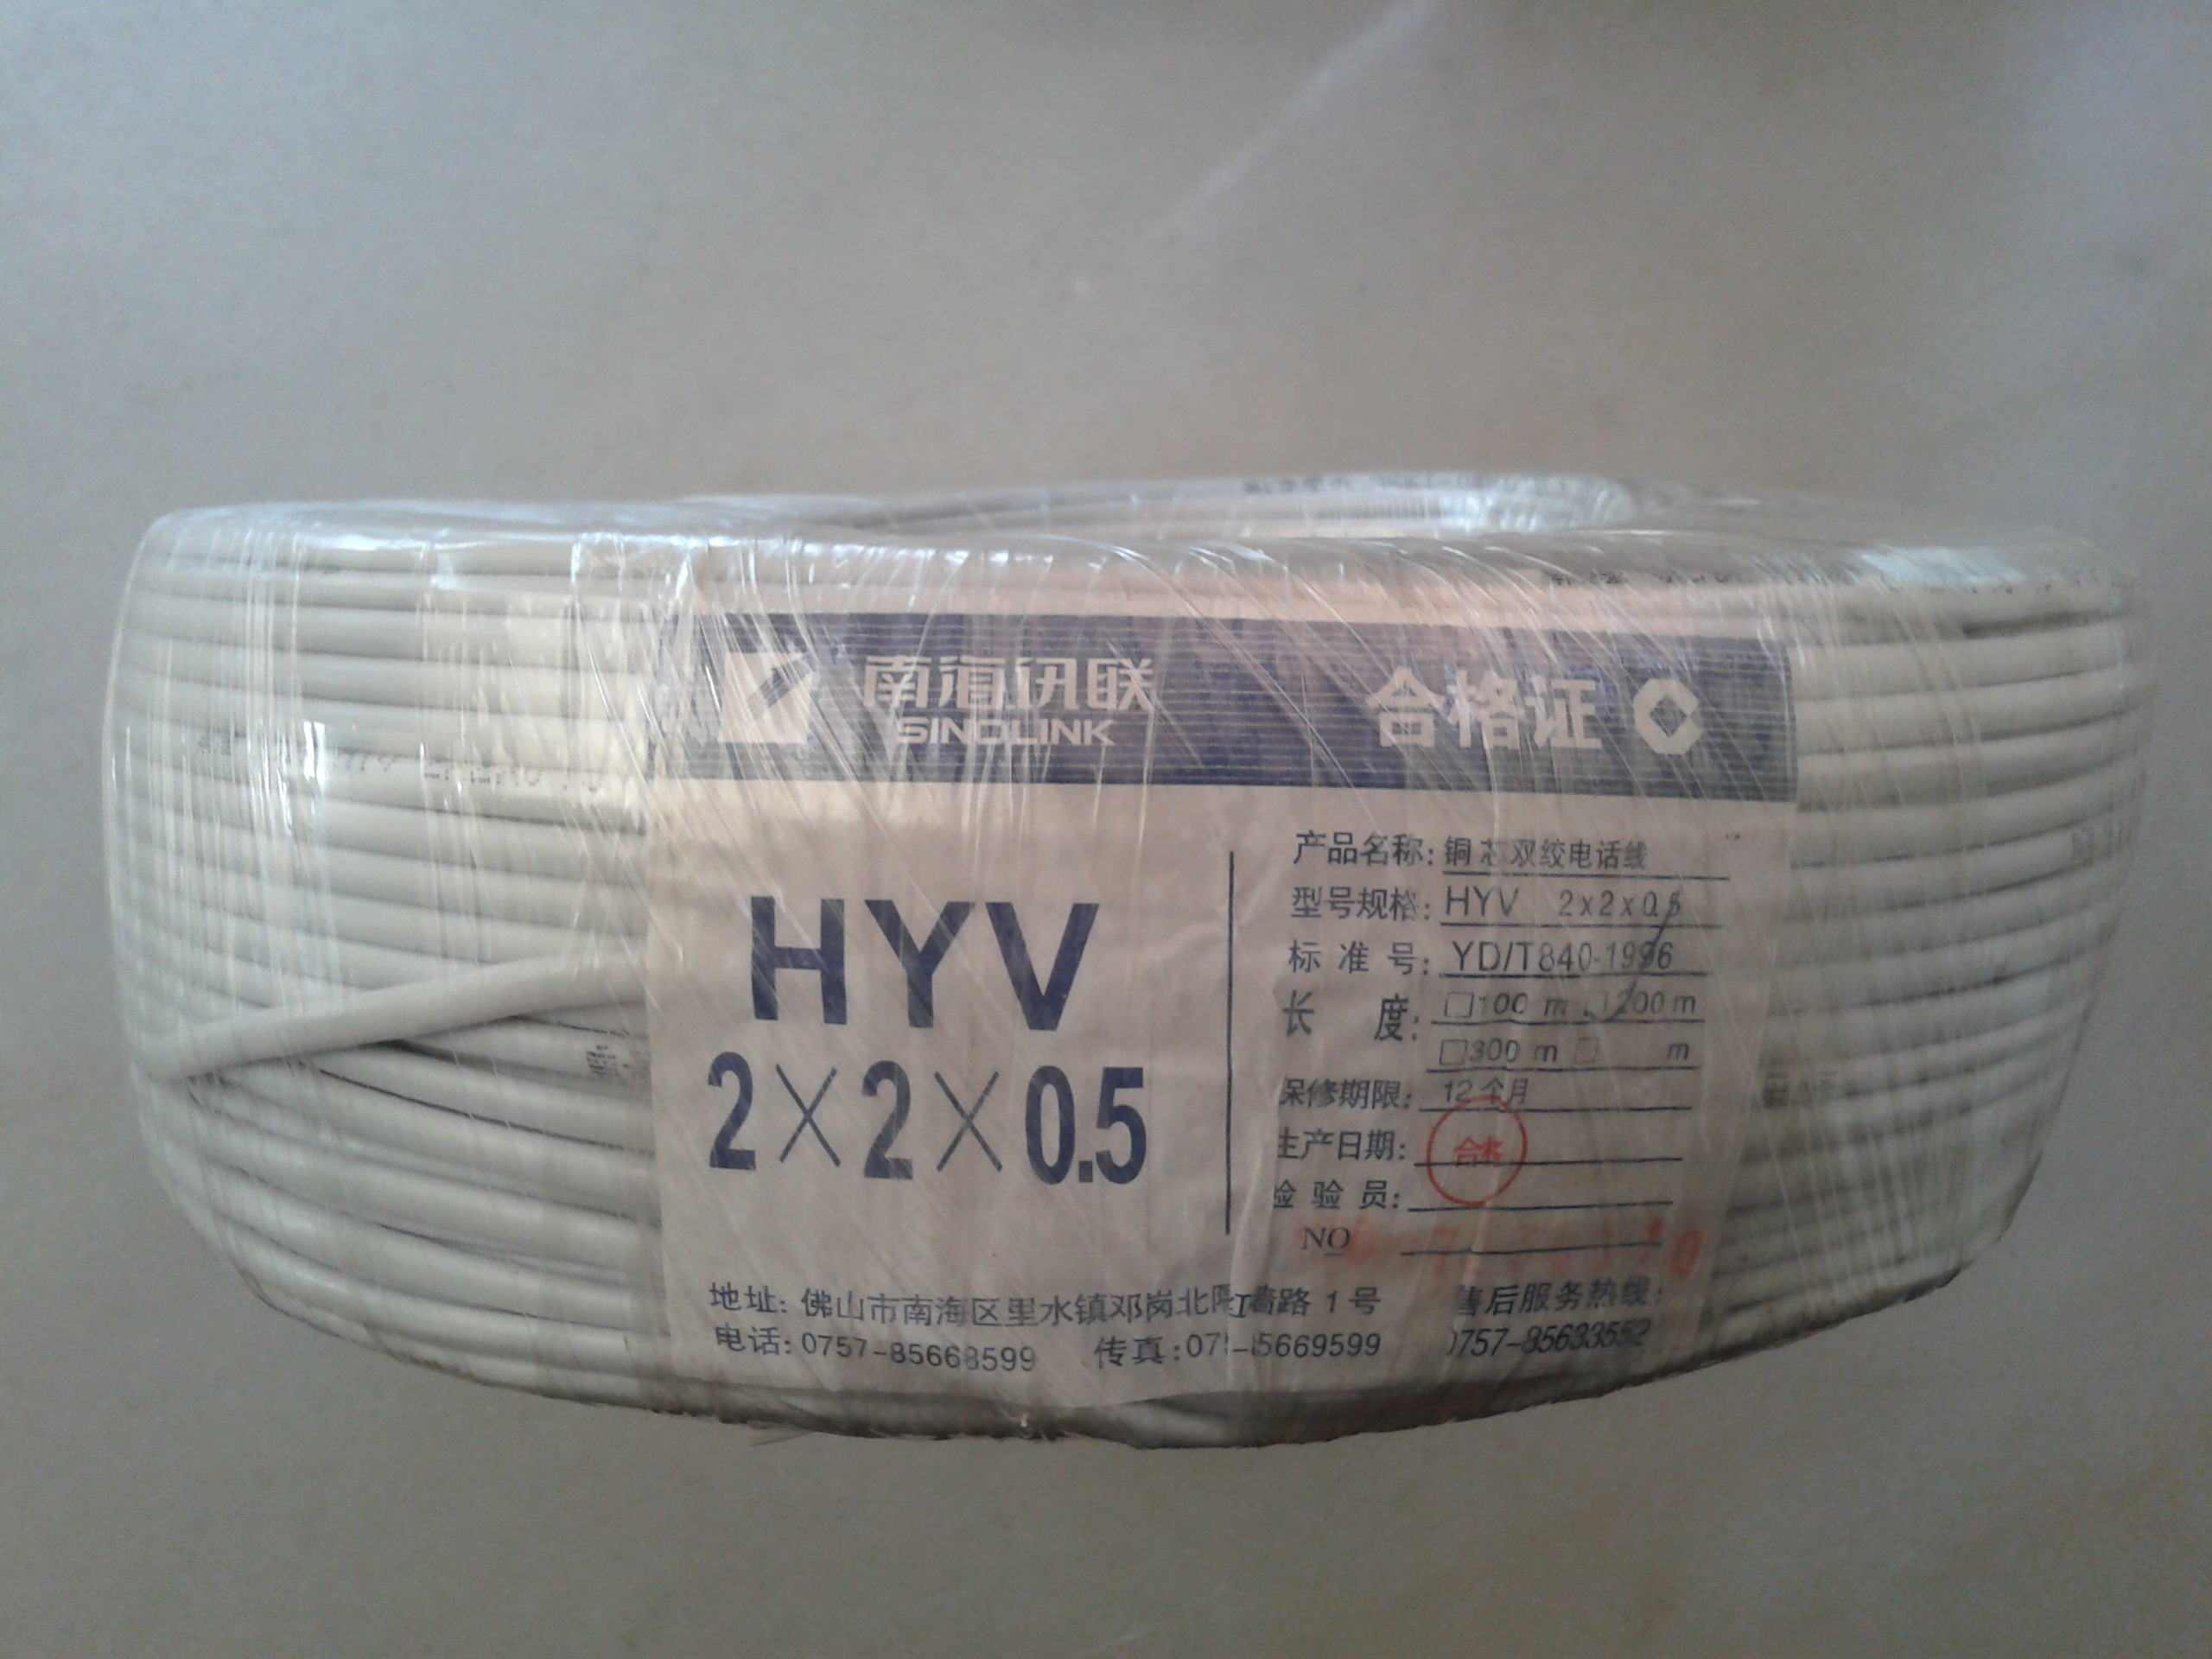 南海讯联
SINOLINK
合格证
HYV
2×2×0.5
产品名称: 铜芯双绞电话线
型号规格: HYV 2×2×0.5
标准号: YD/T840-1996
长度: □100 m □200 m
□300 m □ m
保修期限: 12个月
生产日期:
合格
检验员:
NO
地址: 佛山市南海区里水镇邓岗北路1号
电话: 0757-85668599 传真: 5669599
售后服务热线:
0757-85633552